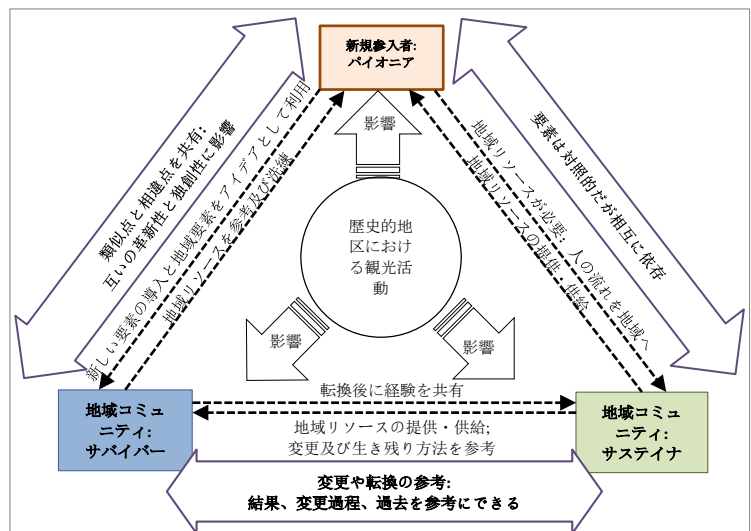 新規参入者:
パイオニア
影響
類似点と相違点を共有:
互いの革新性と独創性に影響
新しい要素の導入と地域要素をアイデアとして利用
地域リソースを参考及び洗練
地域リソースが必要; 人の流れを地域へ
地域リソースの提供・供給
要素は対照的だが相互に依存
歴史的地
区におけ
る観光活
動
影響
影響
地域コミュ
ニティ:
サバイバー
転換後に経験を共有
地域リソースの提供・供給;
変更及び生き残り方法を参考
地域コミュ
ニティ:
サステイナ
変更や転換の参考:
結果、変更過程、過去を参考にできる